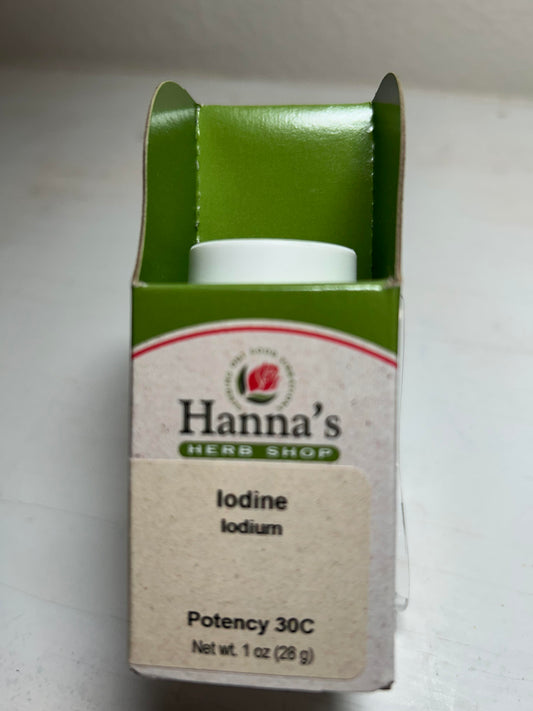 Hanna's
HERB SHOP
Iodine
Iodium
Potency 30C
Net wt. 1 oz (28 g)